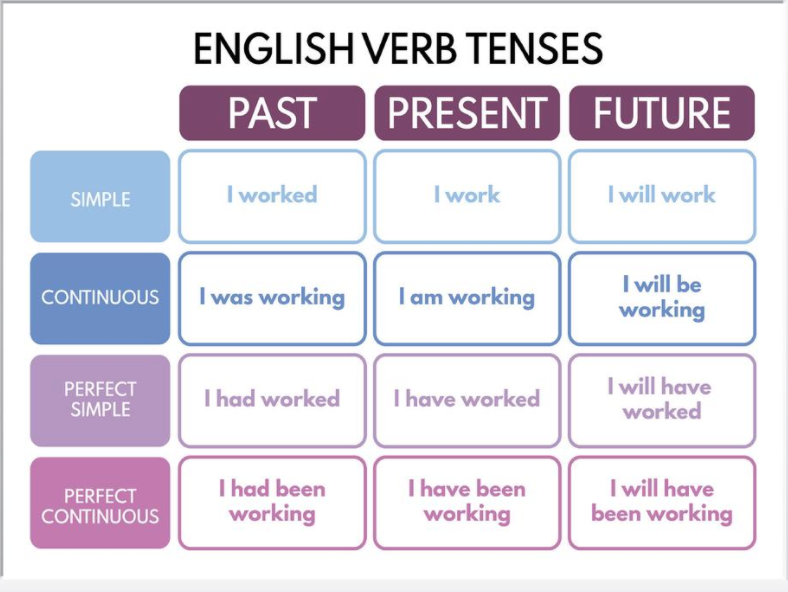 ENGLISH VERB TENSES
PAST PRESENT FUTURE
SIMPLE
I worked
I work
I will work
CONTINUOUS
I was working
I am working
I will be
working
PERFECT
SIMPLE
I had worked
I have worked
I will have
worked
PERFECT
CONTINUOUS
I had been
working
I have been
working
I will have
been working